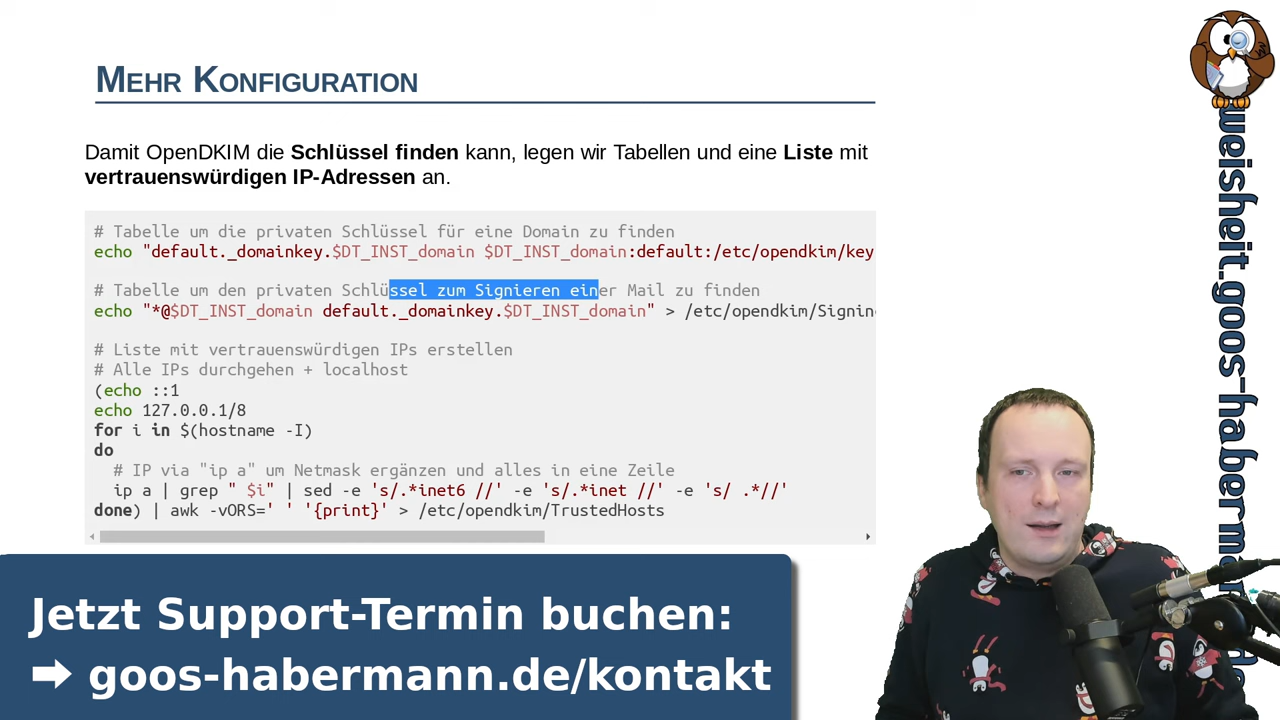 MEHR KONFIGURATION
Damit OpenDKIM die Schlüssel finden kann, legen wir Tabellen und eine Liste mit
vertrauenswürdigen IP-Adressen an.
# Tabelle um die privaten Schlüssel für eine Domain zu finden
echo "default._domainkey.$DT_INST_domain $DT_INST_domain:default:/etc/opendkim/key
# Tabelle um den privaten Schlüssel zum Signieren einer Mail zu finden
echo "*@$DT_INST_domain default._domainkey.$DT_INST_domain" > /etc/opendkim/Signin
# Liste mit vertrauenswürdigen IPs erstellen
# Alle IPs durchgehen + localhost
(echo ::1
echo 127.0.0.1/8
for i in $(hostname -I)
do
# IP via "ip a" um Netmask ergänzen und alles in eine Zeile
ip a | grep " $i" | sed -e 's/.*inet6 //' -e 's/.*inet //' -e 's/ .*//'
done) | awk -vORS=' ' '{print}' > /etc/opendkim/TrustedHosts
Jetzt Support-Termin buchen:
➡ goos-habermann.de/kontakt
weisheit.goos-habermann.de